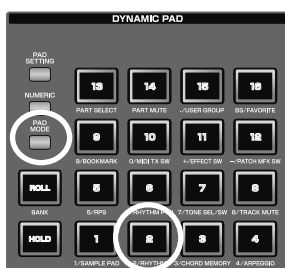 DYNAMIC PAD
PAD
SETTING
13 14 15 16
NUMERIC
PART SELECT PART MUTE ./USER GROUP BS/FAVORITE
PAD
MODE
9 10 11 12
9/BOOKMARK 0/MIDI TX SW +/EFFECT SW –/PATCH MFX SW
ROLL 5 6 7 8
BANK 5/RPS RHYTHM P 7/TONE SEL/SW 8/TRACK MUTE
HOLD 1 2 3 4
1/SAMPLE PAD 2/RHYTHM 3/CHORD MEMORY 4/ARPEGGIO